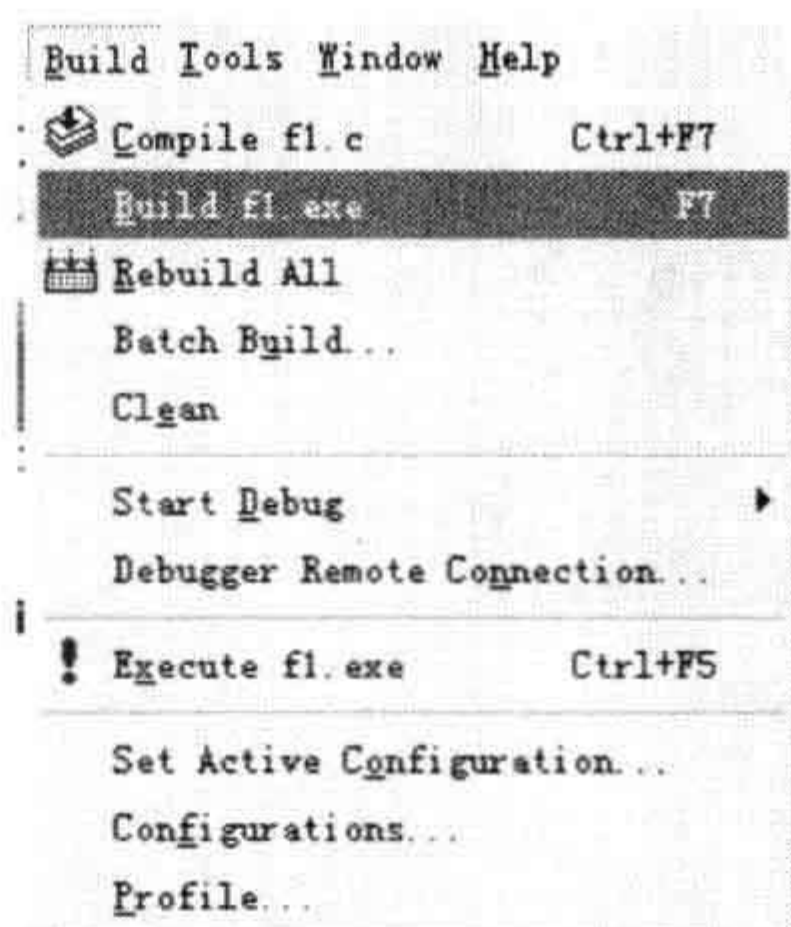 Build Tools Window Help
Compile f1.c Ctrl+F7
Build f1.exe F7
Rebuild All
Batch Build...
Clean
Start Debug
Debugger Remote Connection...
Execute f1.exe Ctrl+F5
Set Active Configuration...
Configurations...
Profile...